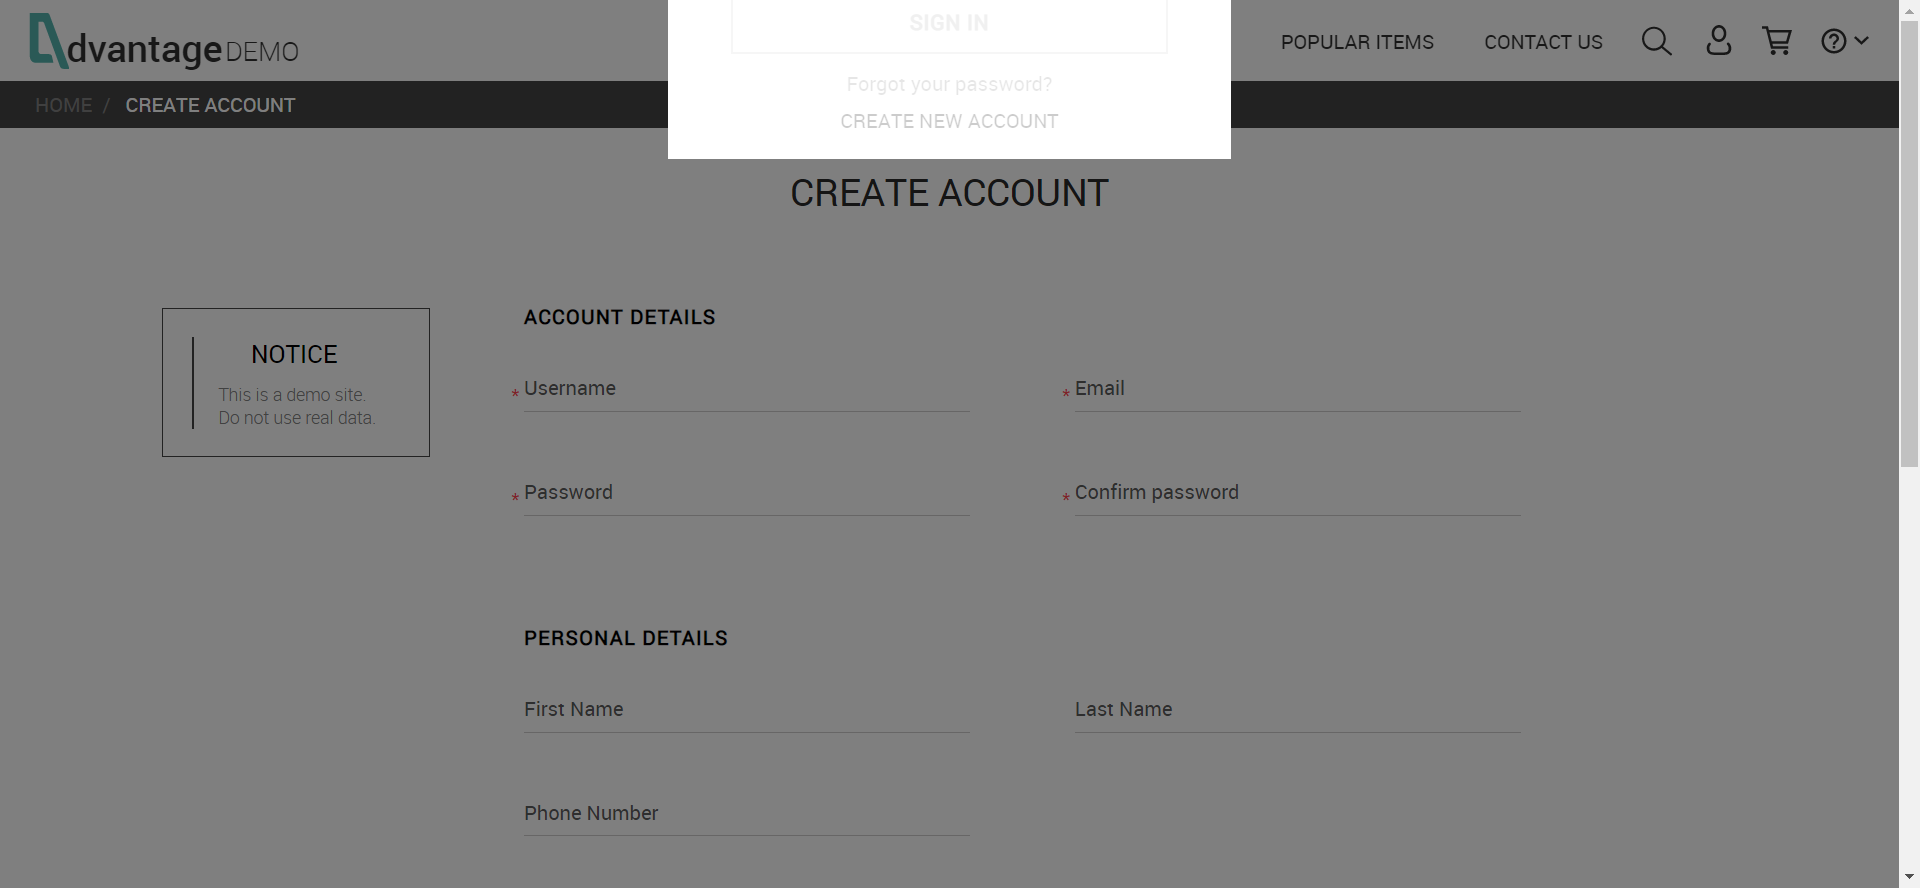 dvantage DEMO
SIGN IN
POPULAR ITEMS
CONTACT US
Forgot your password?
HOME / CREATE ACCOUNT
CREATE NEW ACCOUNT
CREATE ACCOUNT
NOTICE
This is a demo site.
Do not use real data.
ACCOUNT DETAILS
* Username
* Email
* Password
* Confirm password
PERSONAL DETAILS
First Name
Last Name
Phone Number